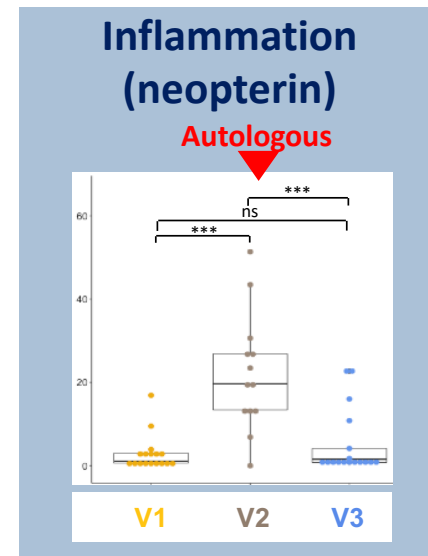 Inflammation
(neopterin)
Autologous
***
ns
***
60
40
20
0
V1 V2 V3